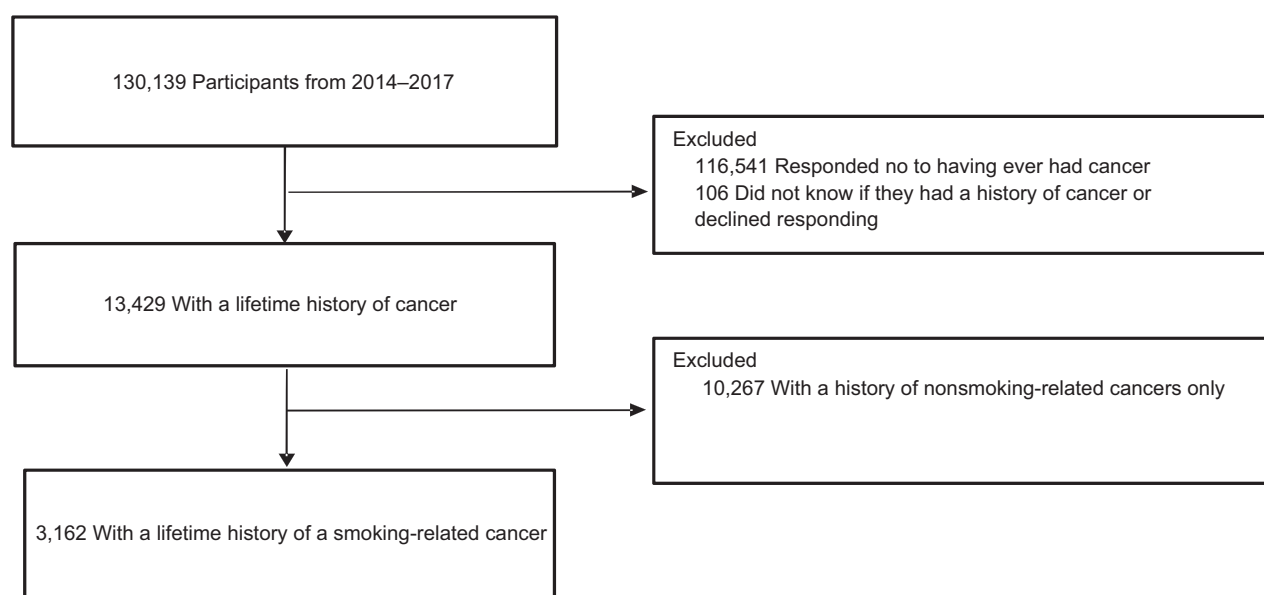 130,139 Participants from 2014–2017
Excluded
116,541 Responded no to having ever had cancer
106 Did not know if they had a history of cancer or
declined responding
13,429 With a lifetime history of cancer
Excluded
10,267 With a history of nonsmoking-related cancers only
3,162 With a lifetime history of a smoking-related cancer